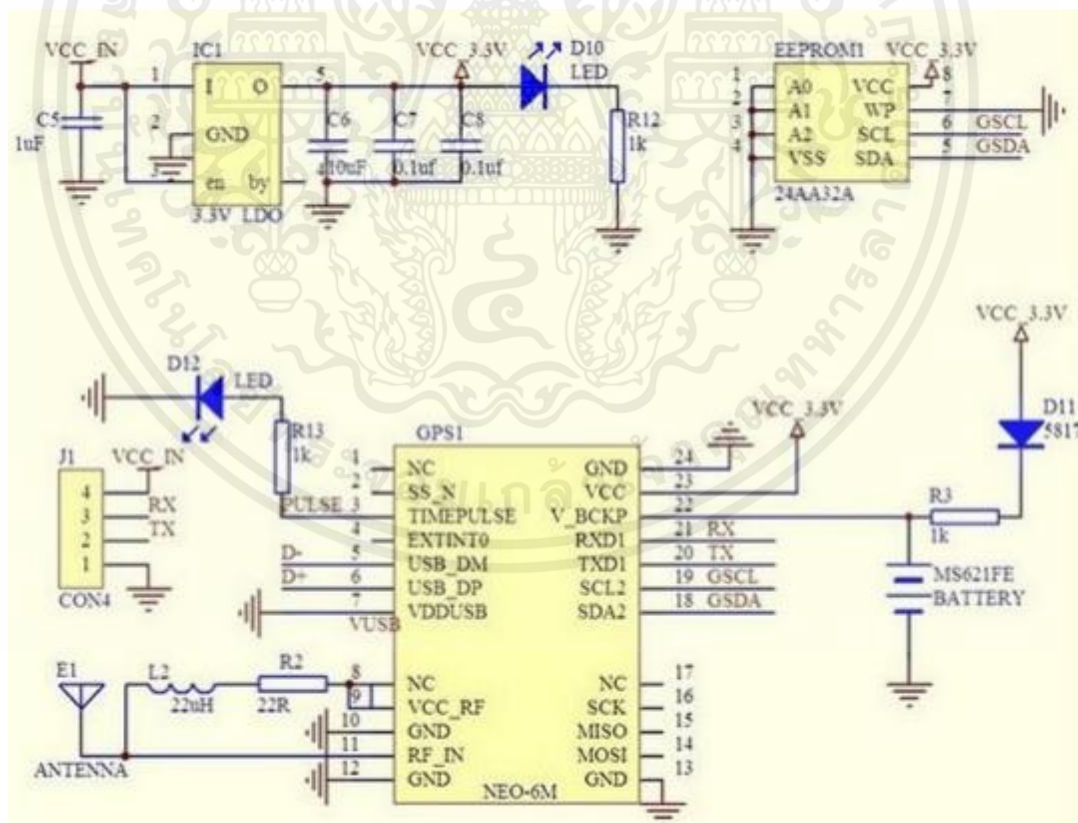 VCC_IN
IC1
1
I
O
5
2
GND
3
en
by
3.3V LDO
C5
1uF
C6
10uF
C7
0.1uf
C8
0.1uf
VCC_3.3V
D10
LED
R12
1k
EEPROM1
VCC_3.3V
1
A0
VCC
8
2
A1
WP
7
3
A2
SCL
6
GSCL
4
VSS
SDA
5
GSDA
24AA32A
VCC_3.3V
D11
5817
R3
1k
MS621FE
BATTERY
D12
LED
R13
1k
J1
VCC_IN
4
3
RX
2
TX
1
CON4
GPS1
VCC_3.3V
1
NC
GND
24
2
SS_N
VCC
23
PULSE
3
TIMEPULSE
V_BCKP
22
4
EXTINT0
RXD1
21
RX
D-
5
USB_DM
TXD1
20
TX
D+
6
USB_DP
SCL2
19
GSCL
7
VUSB
VDDUSB
SDA2
18
GSDA
8
NC
NC
17
9
VCC_RF
SCK
16
10
GND
MISO
15
11
RF_IN
MOSI
14
12
GND
GND
13
NEO-6M
E1
ANTENNA
L2
22uH
R2
22R